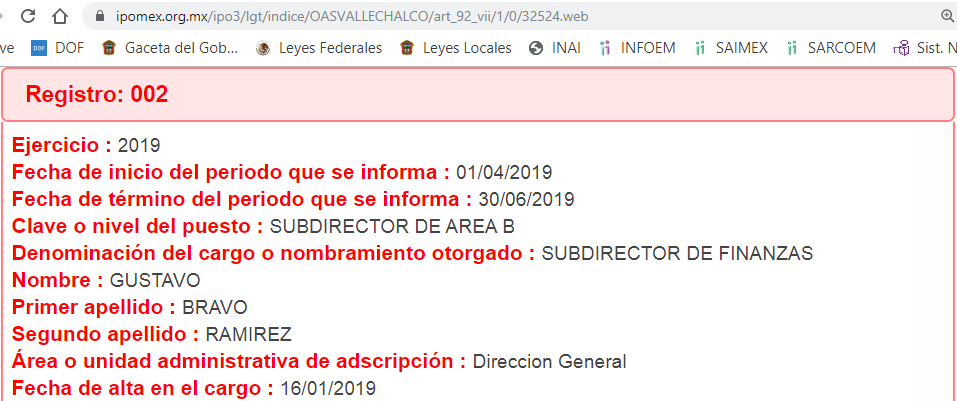 ipomex.org.mx/ipo3/lgt/indice/OASVALLECHALCO/art_92_vii/1/0/32524.web
ve DOF DOF Gaceta del Gob... Leyes Federales Leyes Locales INAI INFOEM SAIMEX SARCOEM Sist. N
Registro: 002
Ejercicio : 2019
Fecha de inicio del periodo que se informa : 01/04/2019
Fecha de término del periodo que se informa : 30/06/2019
Clave o nivel del puesto : SUBDIRECTOR DE AREA B
Denominación del cargo o nombramiento otorgado : SUBDIRECTOR DE FINANZAS
Nombre : GUSTAVO
Primer apellido : BRAVO
Segundo apellido : RAMIREZ
Área o unidad administrativa de adscripción : Direccion General
Fecha de alta en el cargo : 16/01/2019